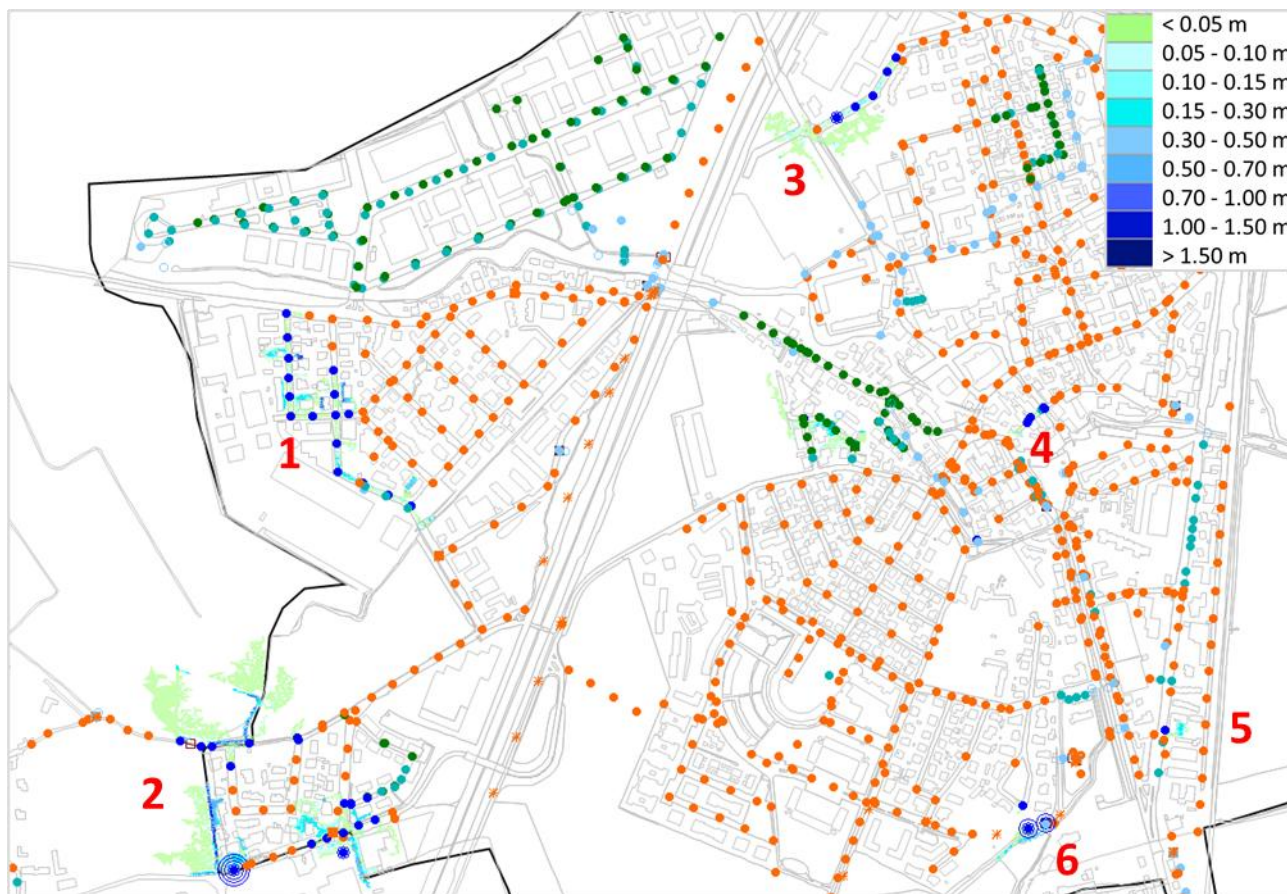 < 0.05 m
0.05 - 0.10 m
0.10 - 0.15 m
0.15 - 0.30 m
0.30 - 0.50 m
0.50 - 0.70 m
0.70 - 1.00 m
1.00 - 1.50 m
> 1.50 m
3
1
4
2
5
6